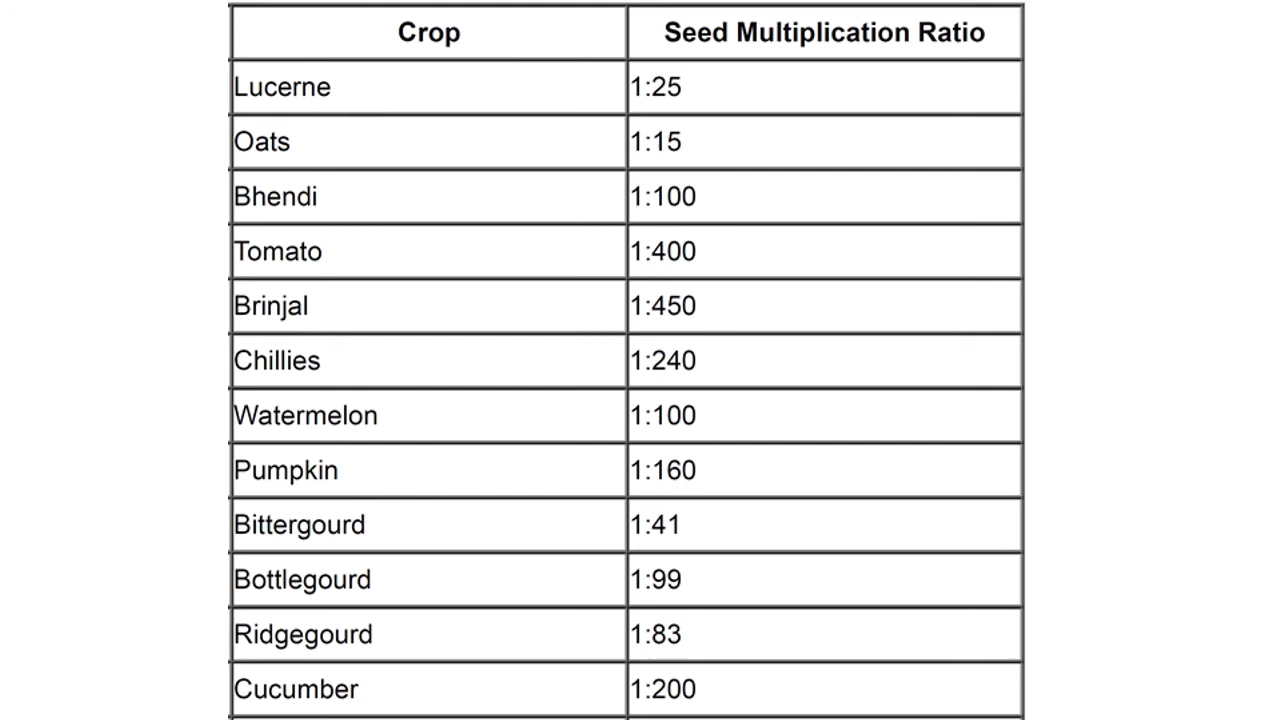 Crop Seed Multiplication Ratio
Lucerne 1:25
Oats 1:15
Bhendi 1:100
Tomato 1:400
Brinjal 1:450
Chillies 1:240
Watermelon 1:100
Pumpkin 1:160
Bittergourd 1:41
Bottlegourd 1:99
Ridgegourd 1:83
Cucumber 1:200